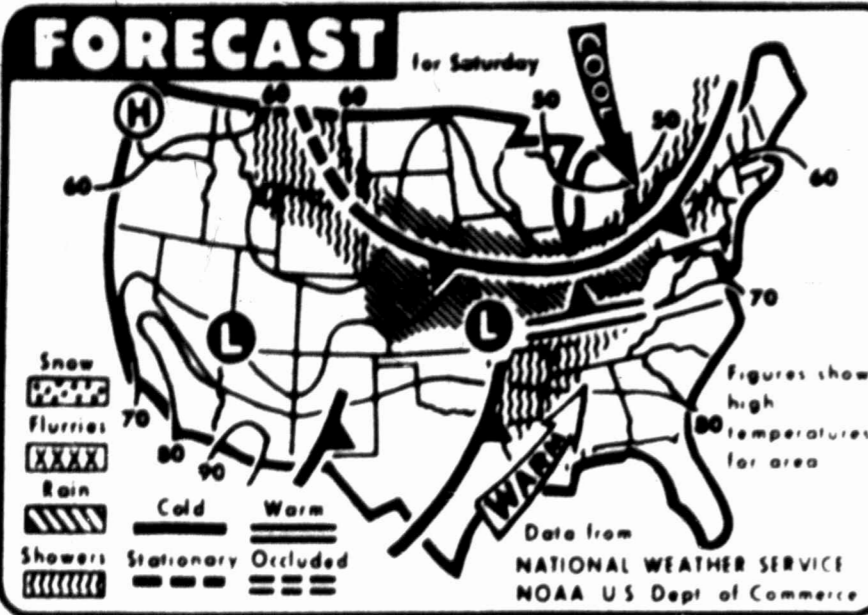 FORECAST
for Saturday
COOL
H
60
60
50
50
60
60
70
L
L
Snow
Flurries
Rain
Showers
70
80
90
80
Cold
Warm
Stationary
Occluded
WARM
Figures show
high
temperatures
for area
Data from
NATIONAL WEATHER SERVICE
NOAA U S Dept of Commerce